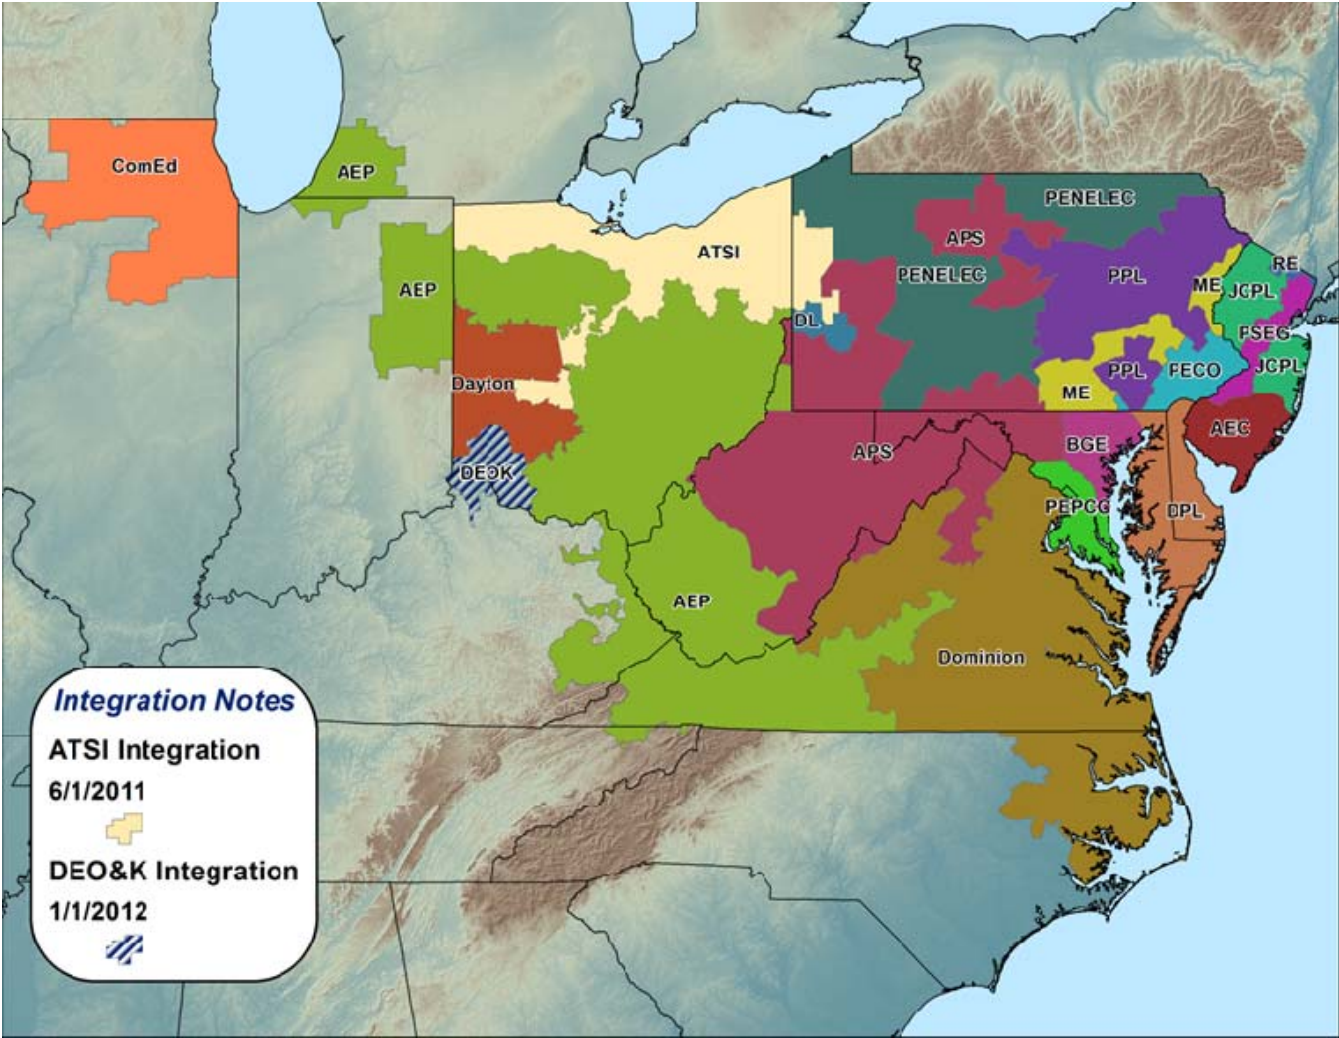 ComEd
AEP
PENELEC
APS
ATSI
RE
PENELEC
PPL
ME
JCPL
AEP
DL
PSEG
JCPL
PPL
PECO
Dayton
ME
AEC
BGE
APS
DEOK
PEPCO
DPL
AEP
Dominion
Integration Notes
ATSI Integration
6/1/2011
DEO&K Integration
1/1/2012